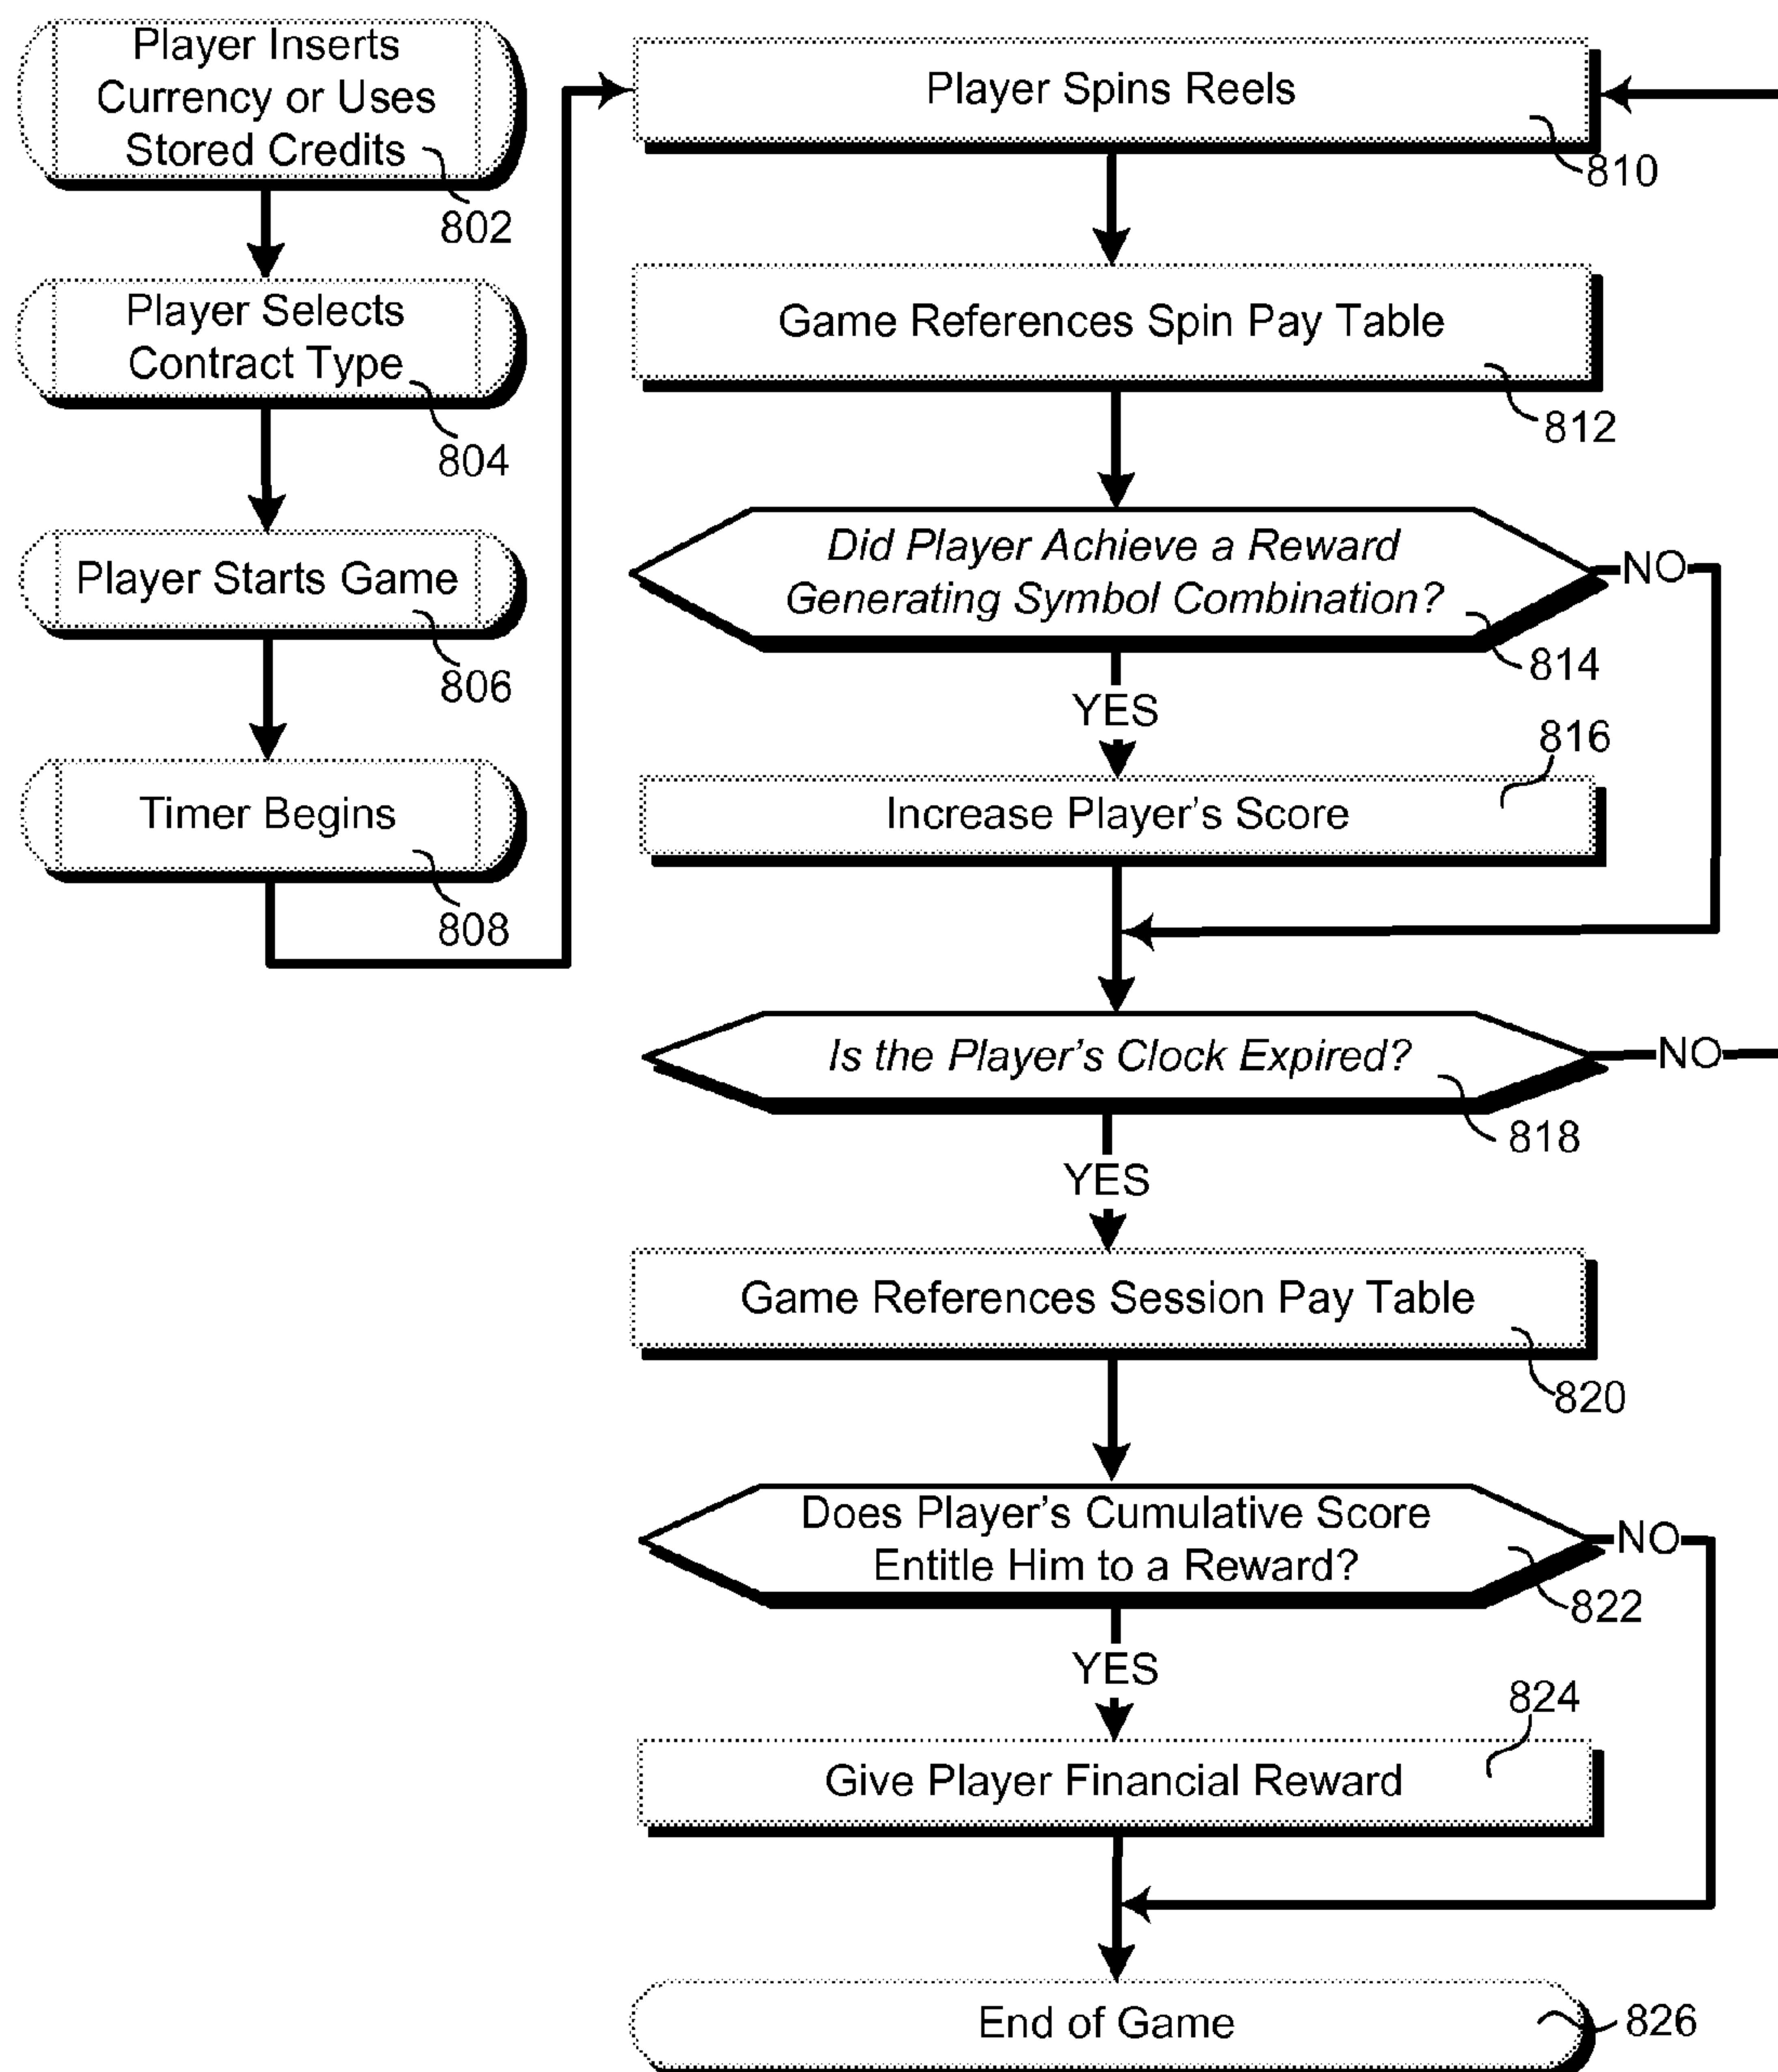 Player Inserts
Currency or Uses
Stored Credits
802
Player Selects
Contract Type
804
Player Starts Game
806
Timer Begins
808
Player Spins Reels
810
Game References Spin Pay Table
812
Did Player Achieve a Reward
Generating Symbol Combination?
NO
814
YES
816
Increase Player's Score
Is the Player's Clock Expired?
NO
818
YES
Game References Session Pay Table
820
Does Player's Cumulative Score
Entitle Him to a Reward?
NO
822
YES
824
Give Player Financial Reward
End of Game
826